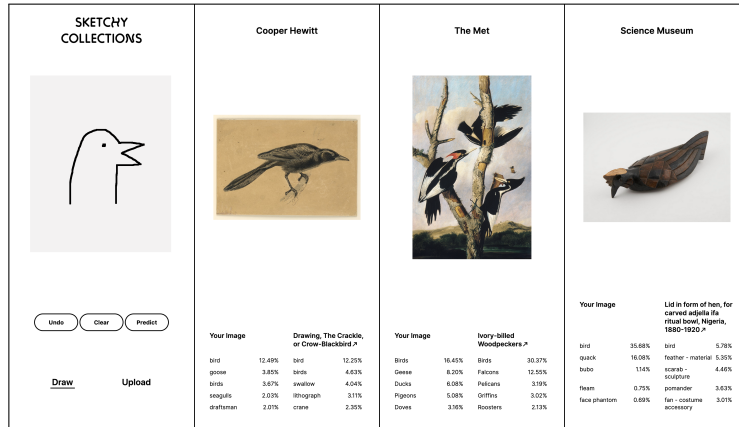 SKETCHY
COLLECTIONS
Undo
Clear
Predict
Draw
Upload
Cooper Hewitt
Your Image
Drawing, The Crackle,
or Crow-Blackbird↗
bird 12.49% bird 12.25%
goose 3.85% birds 4.63%
birds 3.67% swallow 4.04%
seagulls 2.03% lithograph 3.11%
draftsman 2.01% crane 2.35%
The Met
Your Image
Ivory-billed
Woodpeckers↗
Birds 16.45% Birds 30.37%
Geese 8.20% Falcons 12.55%
Ducks 6.08% Pelicans 3.19%
Pigeons 5.08% Griffins 3.02%
Doves 3.16% Roosters 2.13%
Science Museum
Your Image
Lid in form of hen, for
carved adjella ifa
ritual bowl, Nigeria,
1880-1920↗
bird 35.68% bird 5.78%
quack 16.08% feather - material 5.35%
bubo 1.14% scarab - 4.46%
sculpture
fleam 0.75% pomander 3.63%
face phantom 0.69% fan - costume 3.01%
accessory